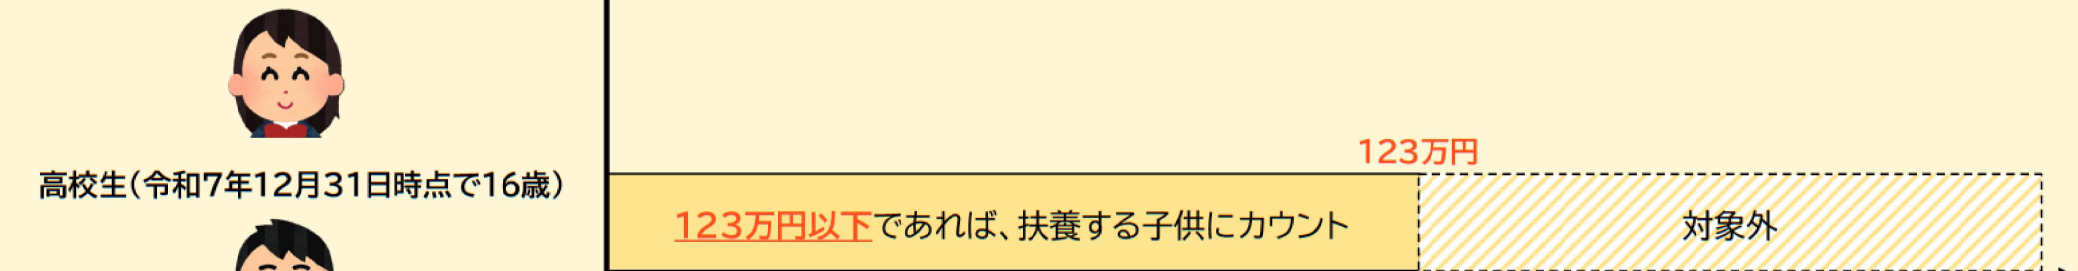 123万円
高校生(令和7年12月31日時点で16歳)
123万円以下であれば、扶養する子供にカウント
対象外